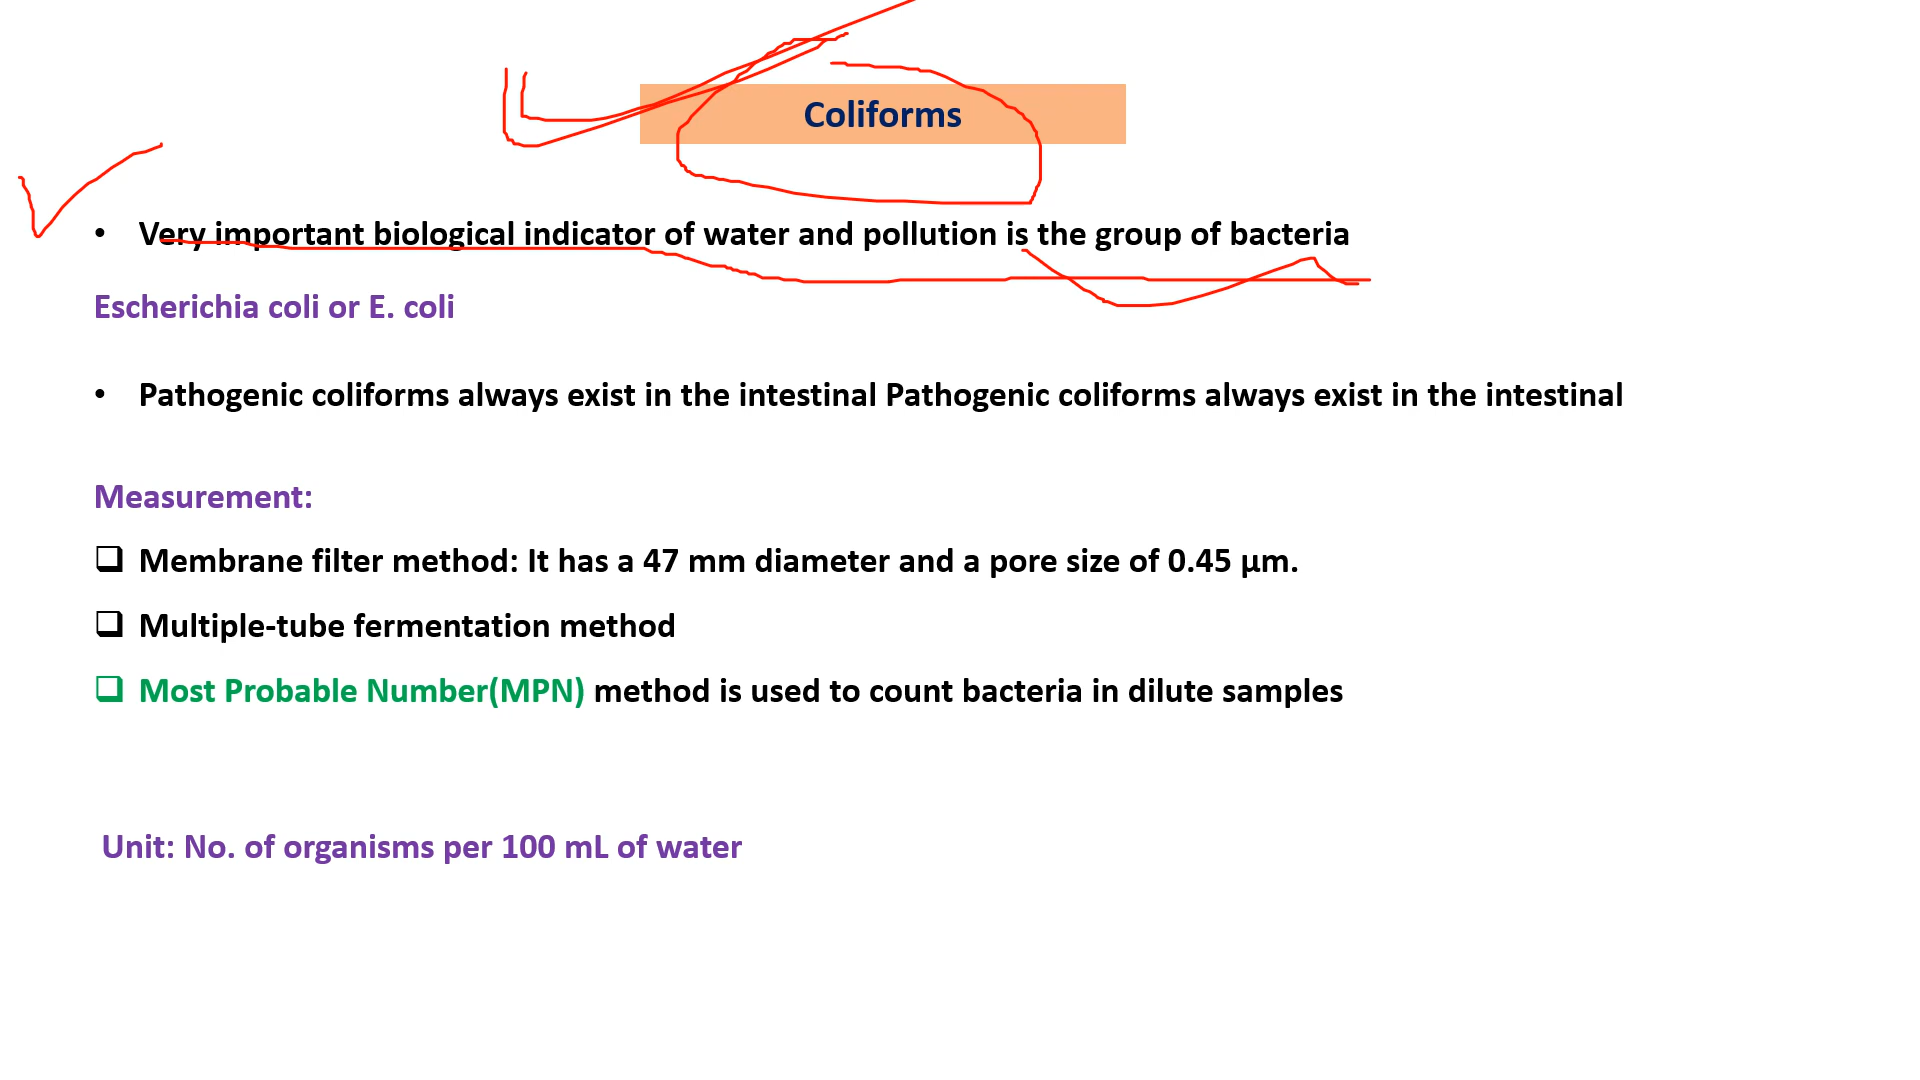 Coliforms
• Very important biological indicator of water and pollution is the group of bacteria
Escherichia coli or E. coli
• Pathogenic coliforms always exist in the intestinal Pathogenic coliforms always exist in the intestinal
Measurement:
❑ Membrane filter method: It has a 47 mm diameter and a pore size of 0.45 μm.
❑ Multiple-tube fermentation method
❑ Most Probable Number(MPN) method is used to count bacteria in dilute samples
Unit: No. of organisms per 100 mL of water